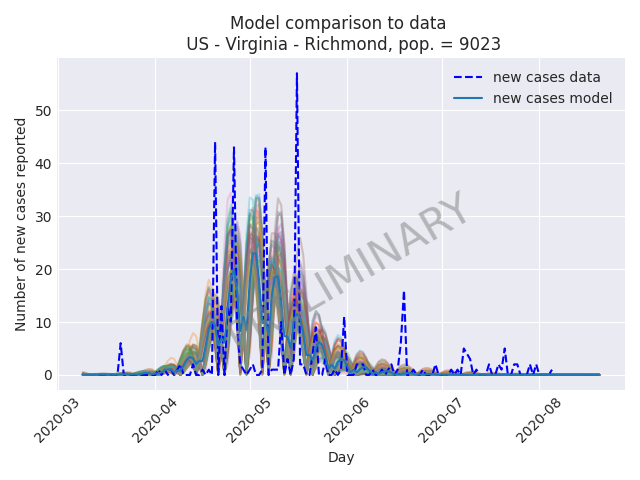 Model comparison to data
US - Virginia - Richmond, pop. = 9023
new cases data
new cases model
Number of new cases reported
50
40
30
20
10
0
PRELIMINARY
2020-03
2020-04
2020-05
2020-06
2020-07
2020-08
Day